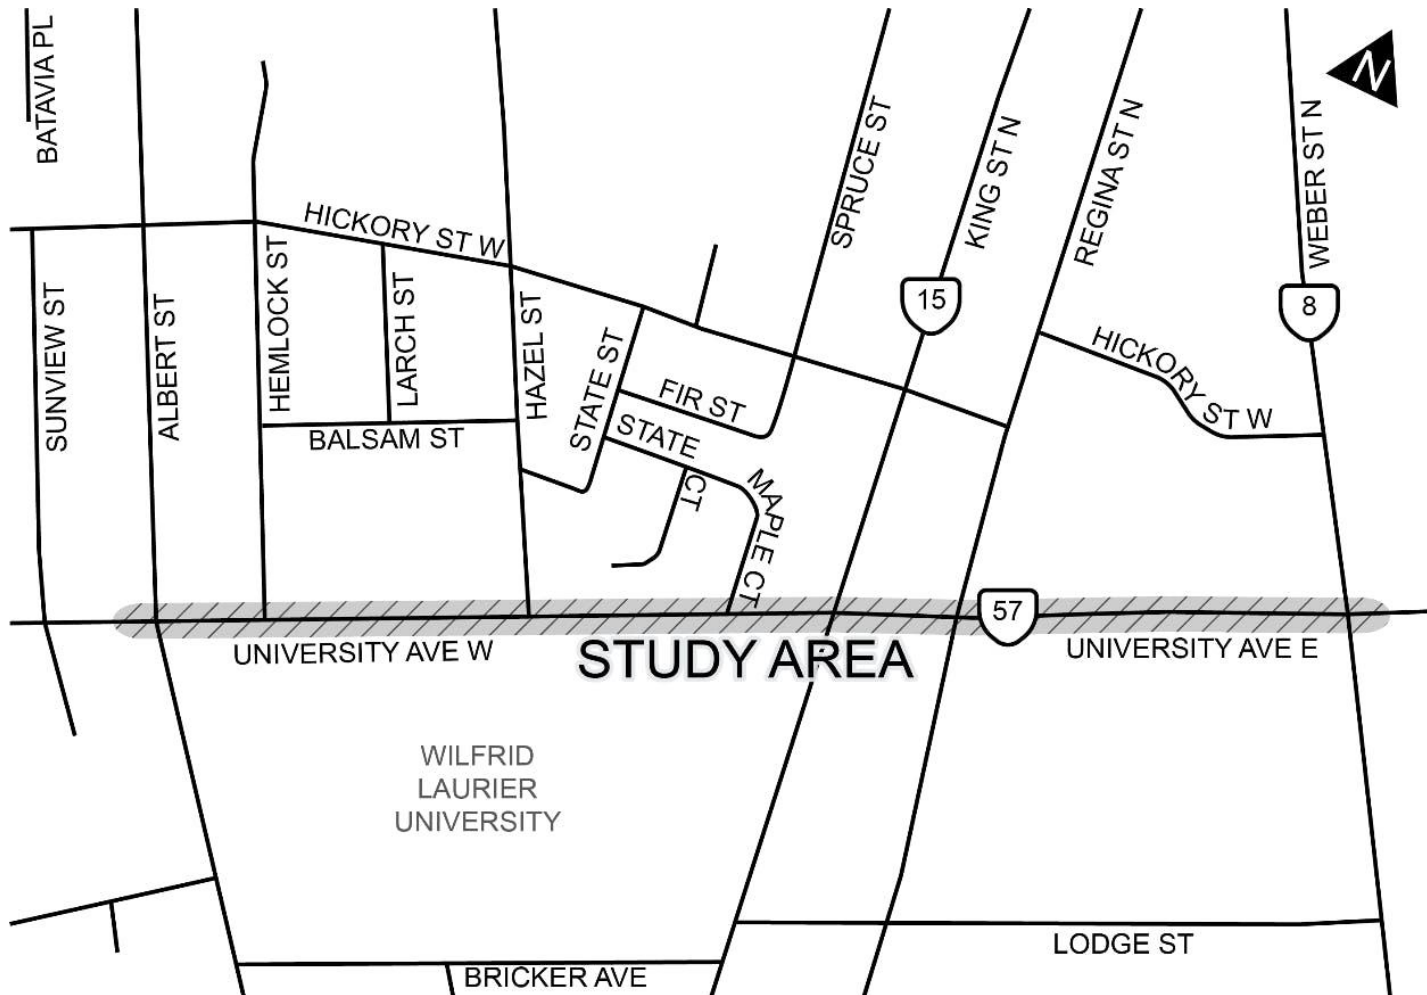 BATAVIA PL
N
SPRUCE ST
KING ST N
REGINA ST N
WEBER ST N
HICKORY ST W
SUNVIEW ST
ALBERT ST
HEMLOCK ST
LARCH ST
HAZEL ST
STATE ST
15
8
HICKORY ST W
FIR ST
BALSAM ST
STATE CT
MAPLE CT
57
UNIVERSITY AVE W
STUDY AREA
UNIVERSITY AVE E
WILFRID
LAURIER
UNIVERSITY
LODGE ST
BRICKER AVE